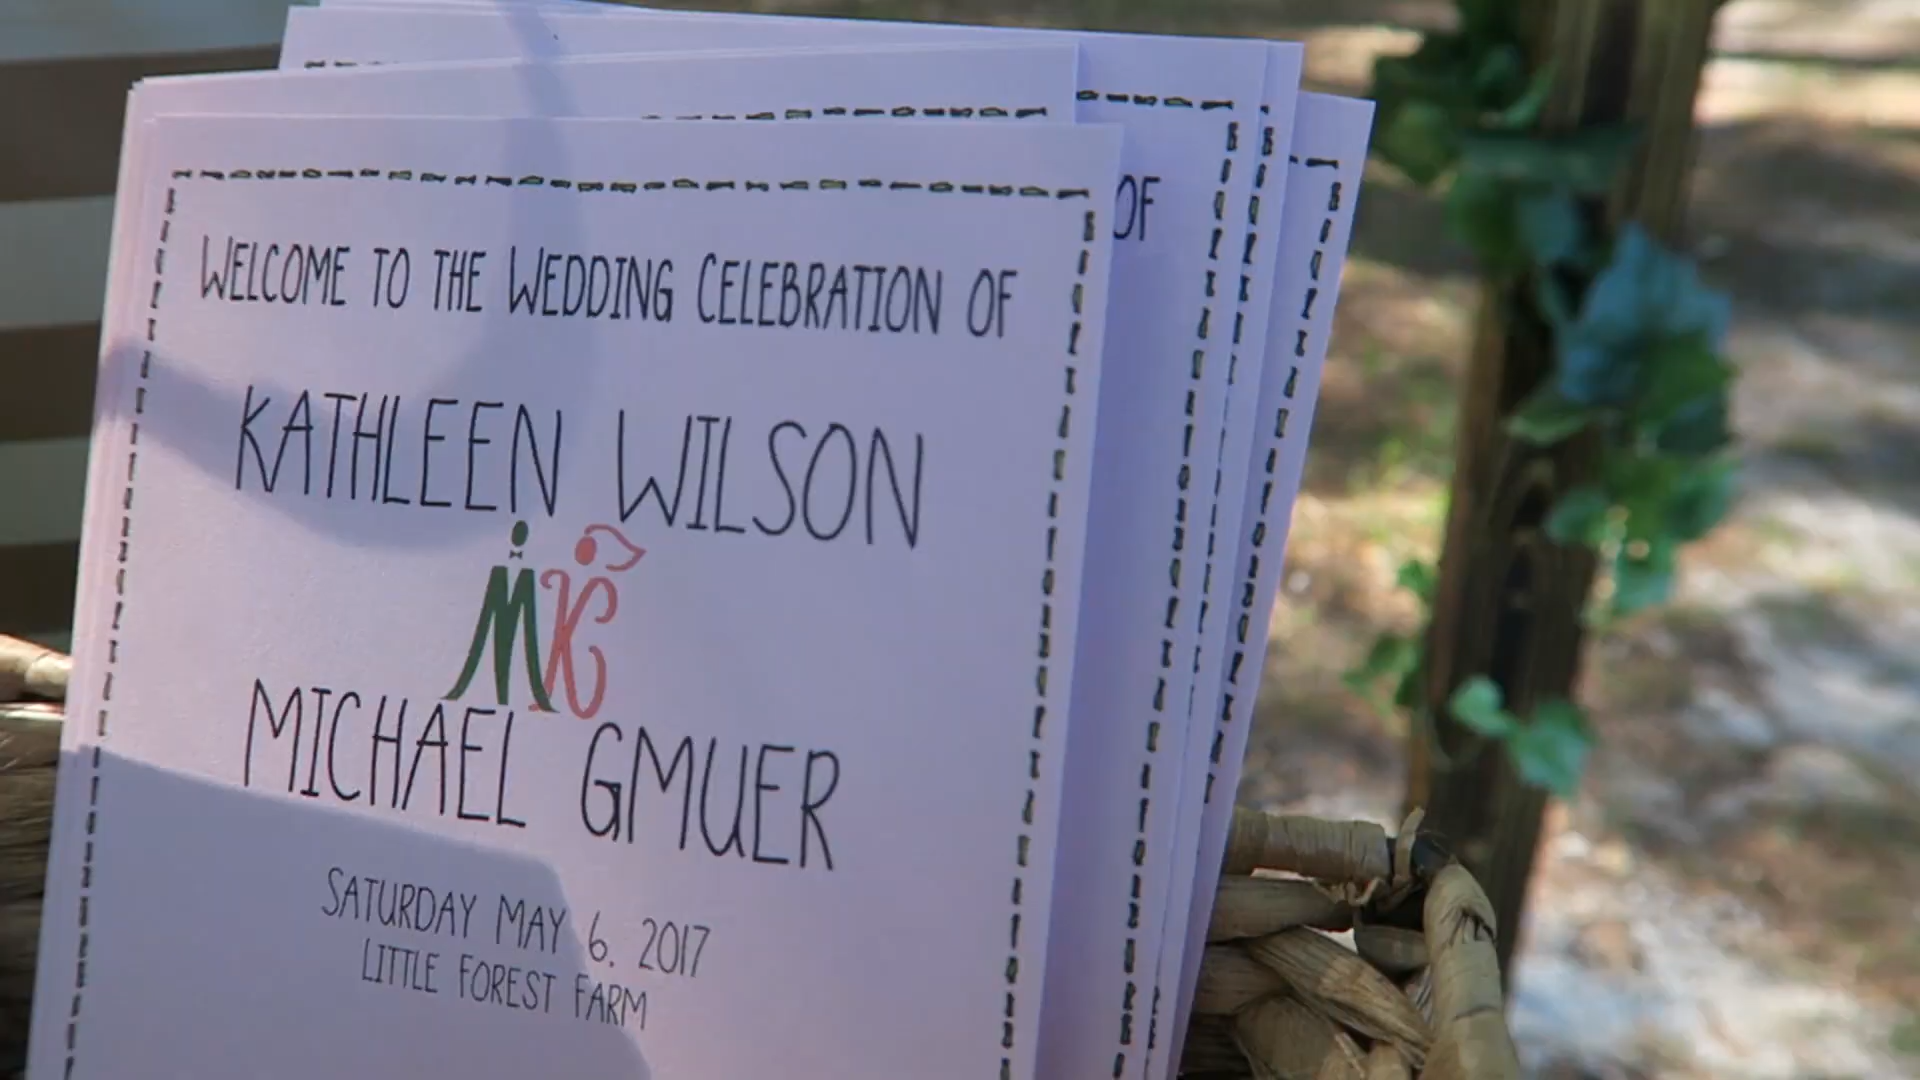 WELCOME TO THE WEDDING CELEBRATION OF
KATHLEEN WILSON
MK
MICHAEL GMUER
SATURDAY MAY 6, 2017
LITTLE FOREST FARM
OF